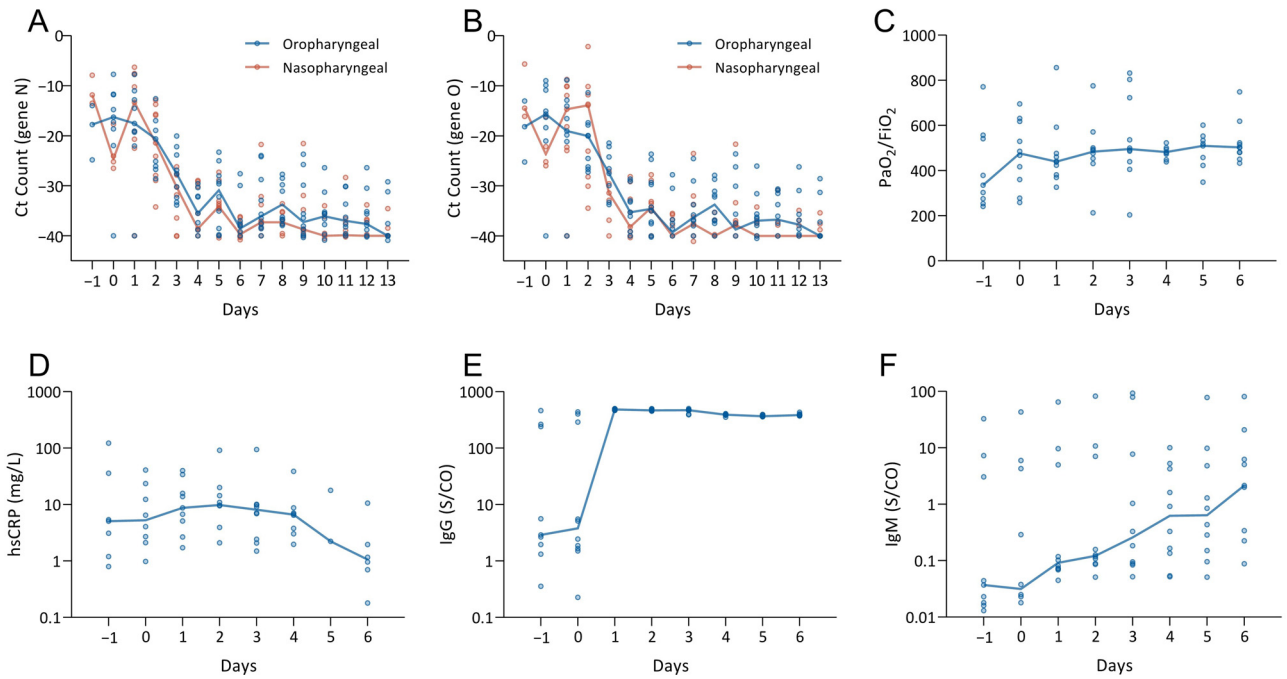 A
Ct Count (gene N)
0
−10
−20
−30
−40
Oropharyngeal
Nasopharyngeal
−1 0 1 2 3 4 5 6 7 8 9 10 11 12 13
Days
B
Ct Count (gene O)
0
−10
−20
−30
−40
Oropharyngeal
Nasopharyngeal
−1 0 1 2 3 4 5 6 7 8 9 10 11 12 13
Days
C
PaO₂/FiO₂
1000
800
600
400
200
0
−1 0 1 2 3 4 5 6
Days
D
hsCRP (mg/L)
1000
100
10
1
0.1
−1 0 1 2 3 4 5 6
Days
E
IgG (S/CO)
1000
100
10
1
0.1
−1 0 1 2 3 4 5 6
Days
F
IgM (S/CO)
100
10
1
0.1
0.01
−1 0 1 2 3 4 5 6
Days